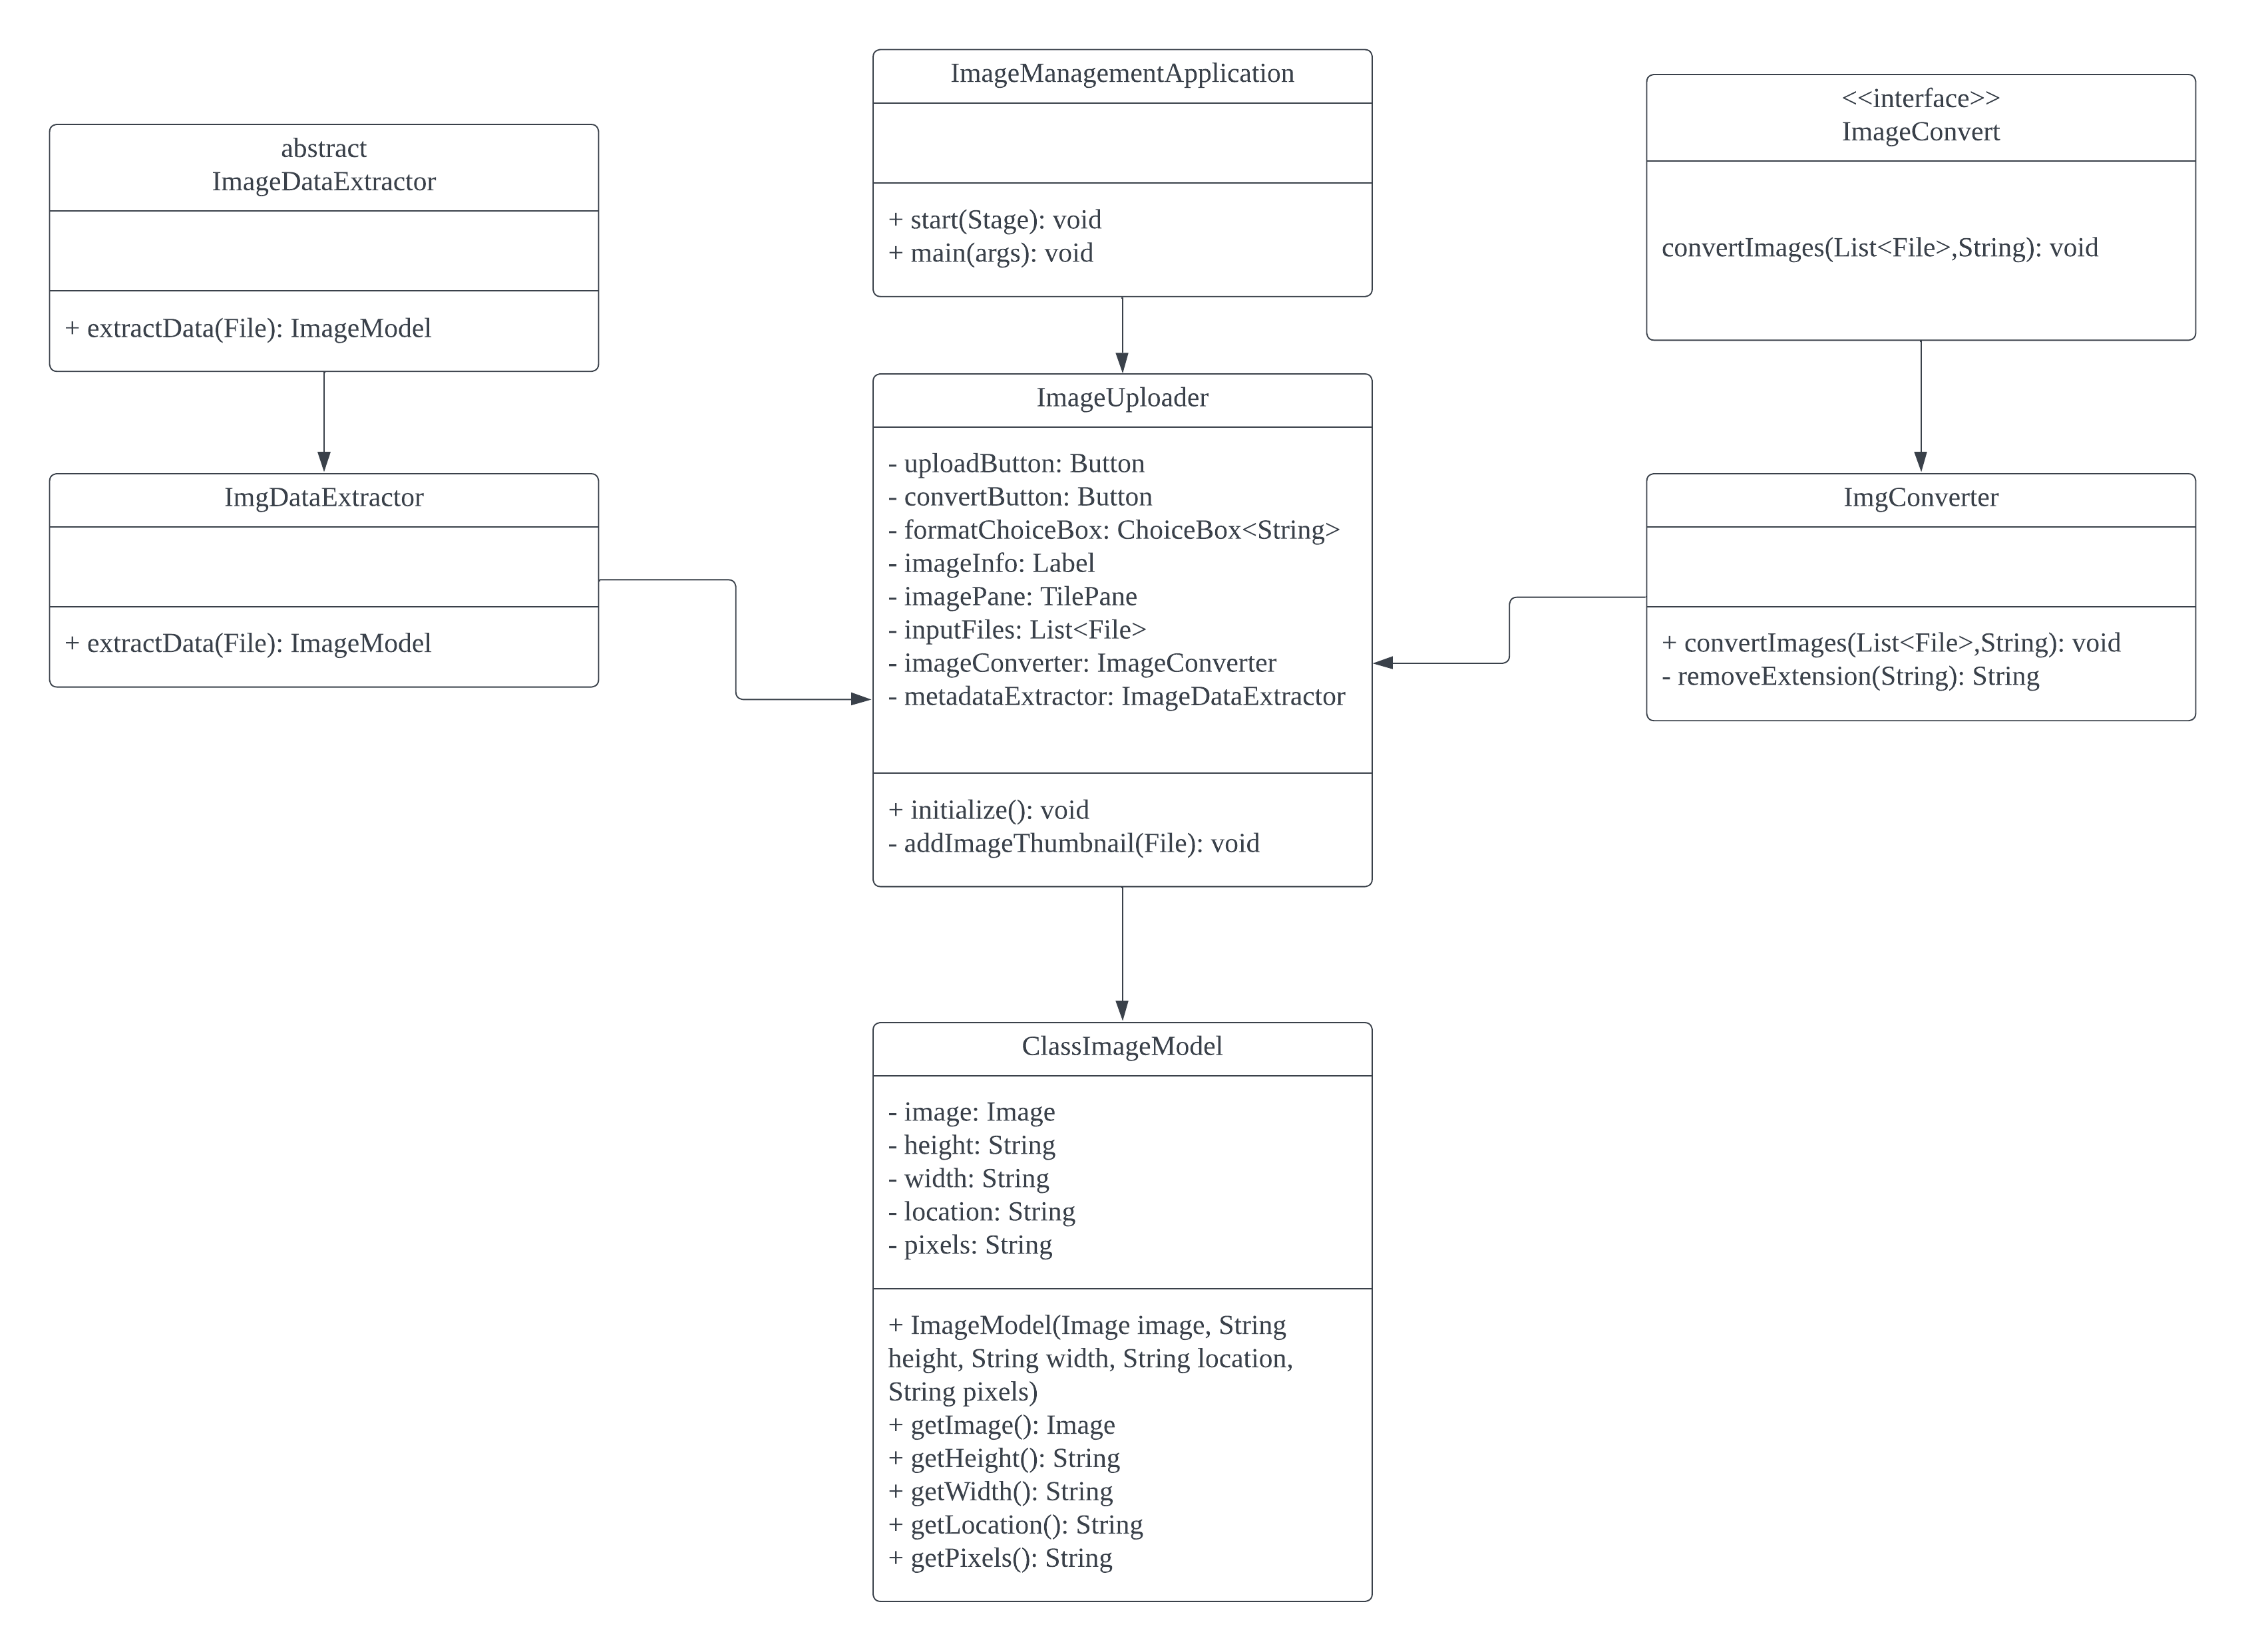 abstract
ImageDataExtractor
+ extractData(File): ImageModel
ImgDataExtractor
+ extractData(File): ImageModel
ImageManagementApplication
+ start(Stage): void
+ main(args): void
ImageUploader
- uploadButton: Button
- convertButton: Button
- formatChoiceBox: ChoiceBox<String>
- imageInfo: Label
- imagePane: TilePane
- inputFiles: List<File>
- imageConverter: ImageConverter
- metadataExtractor: ImageDataExtractor
+ initialize(): void
- addImageThumbnail(File): void
ClassImageModel
- image: Image
- height: String
- width: String
- location: String
- pixels: String
+ ImageModel(Image image, String
height, String width, String location,
String pixels)
+ getImage(): Image
+ getHeight(): String
+ getWidth(): String
+ getLocation(): String
+ getPixels(): String
<<interface>>
ImageConvert
convertImages(List<File>,String): void
ImgConverter
+ convertImages(List<File>,String): void
- removeExtension(String): String